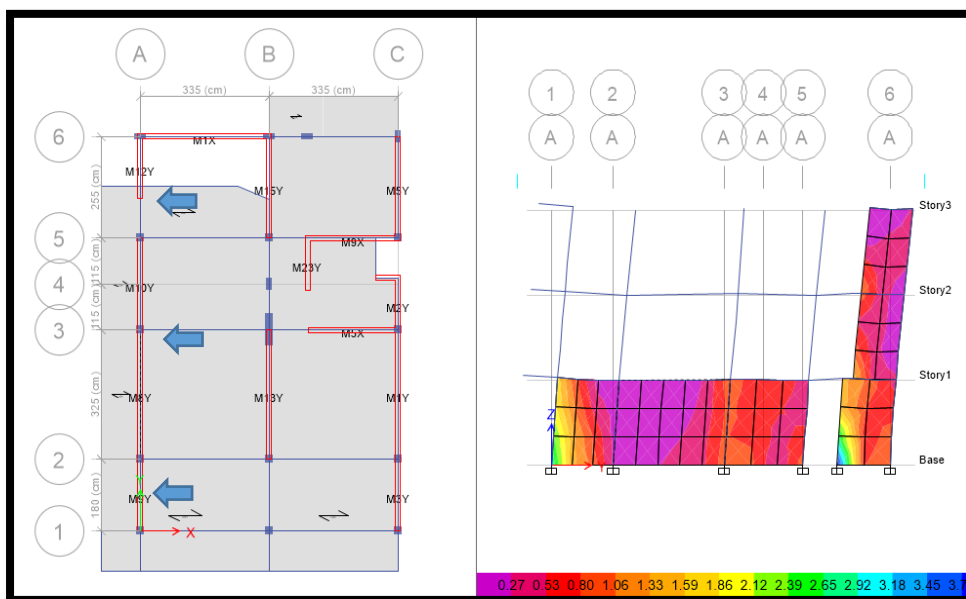 A
B
C
335 (cm)
335 (cm)
6
5
4
3
2
1
255 (cm)
115 (cm)
115 (cm)
325 (cm)
180 (cm)
M1X
M12Y
M15Y
M5Y
M9X
M23Y
M10Y
M2Y
M5X
M8Y
M13Y
M1Y
M9Y
M3Y
X
1
2
3
4
5
6
A
A
A
A
A
A
Story3
Story2
Story1
Base
Z
Y
0.27 0.53 0.80 1.06 1.33 1.59 1.86 2.12 2.39 2.65 2.92 3.18 3.45